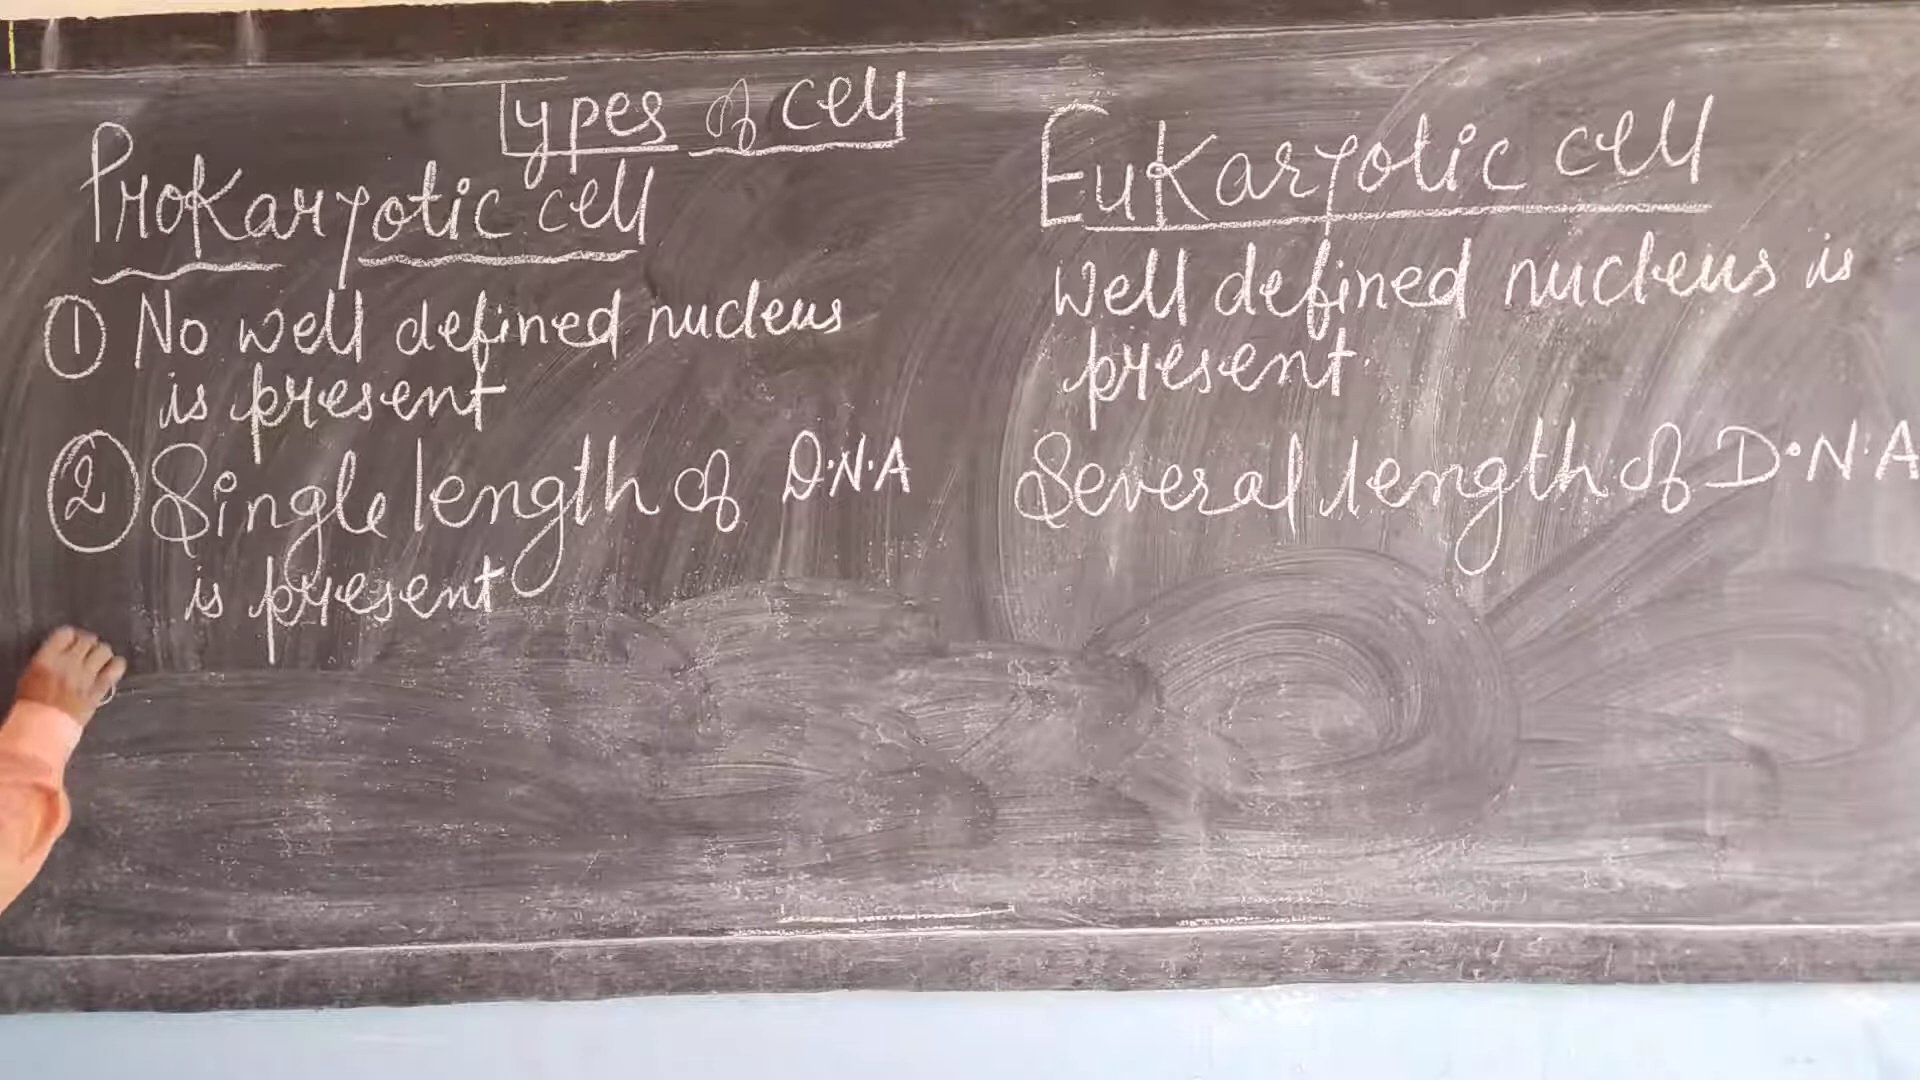 Types of cell
Prokaryotic cell
① No well defined nucleus
is present
② Single length of D.N.A
is present
Eukaryotic cell
Well defined nucleus is
present.
Several length of D.N.A